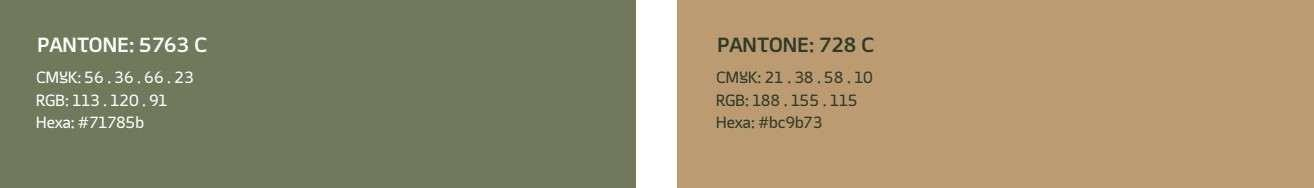 PANTONE: 5763 C
CMYK: 56 . 36 . 66 . 23
RGB: 113 . 120 . 91
Hexa: #71785b
PANTONE: 728 C
CMYK: 21 . 38 . 58 . 10
RGB: 188 . 155 . 115
Hexa: #bc9b73